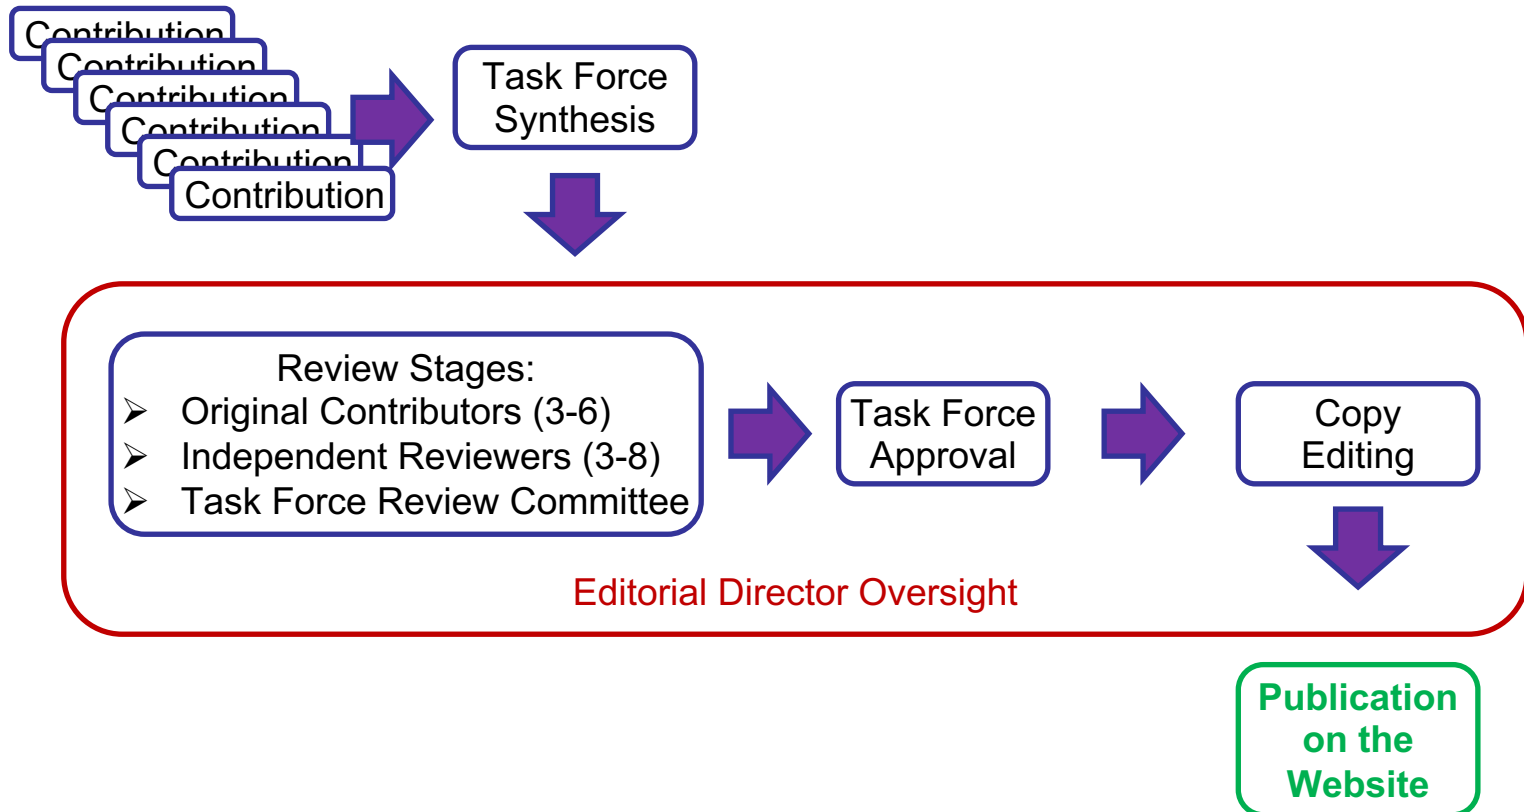 Contribution
Contribution
Contribution
Contribution
Contribution
Contribution
Task Force
Synthesis
Review Stages:
➢ Original Contributors (3-6)
➢ Independent Reviewers (3-8)
➢ Task Force Review Committee
Task Force
Approval
Copy
Editing
Editorial Director Oversight
Publication
on the
Website